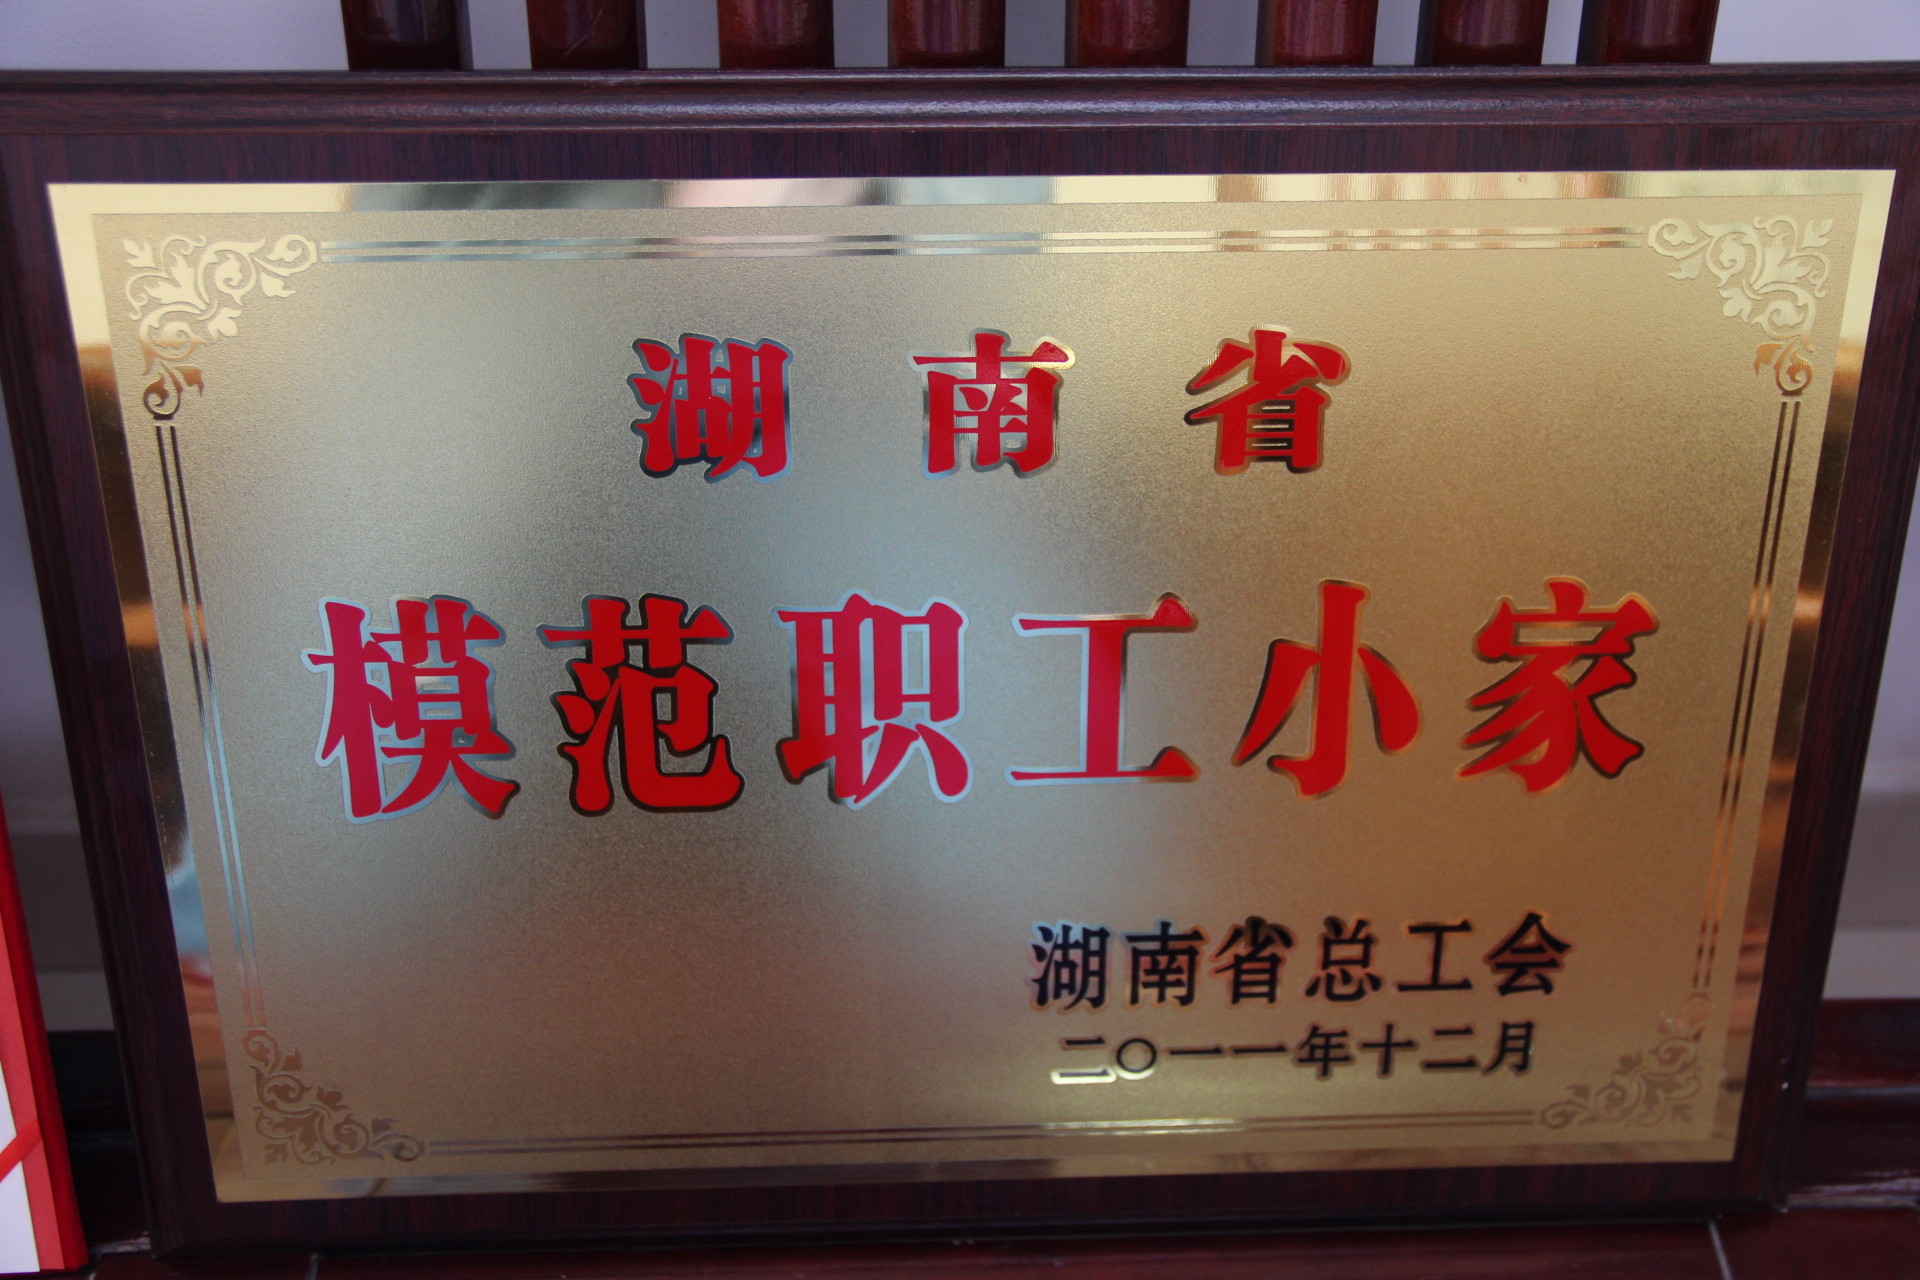 湖南省
模范职工小家
湖南省总工会
二〇一一年十二月